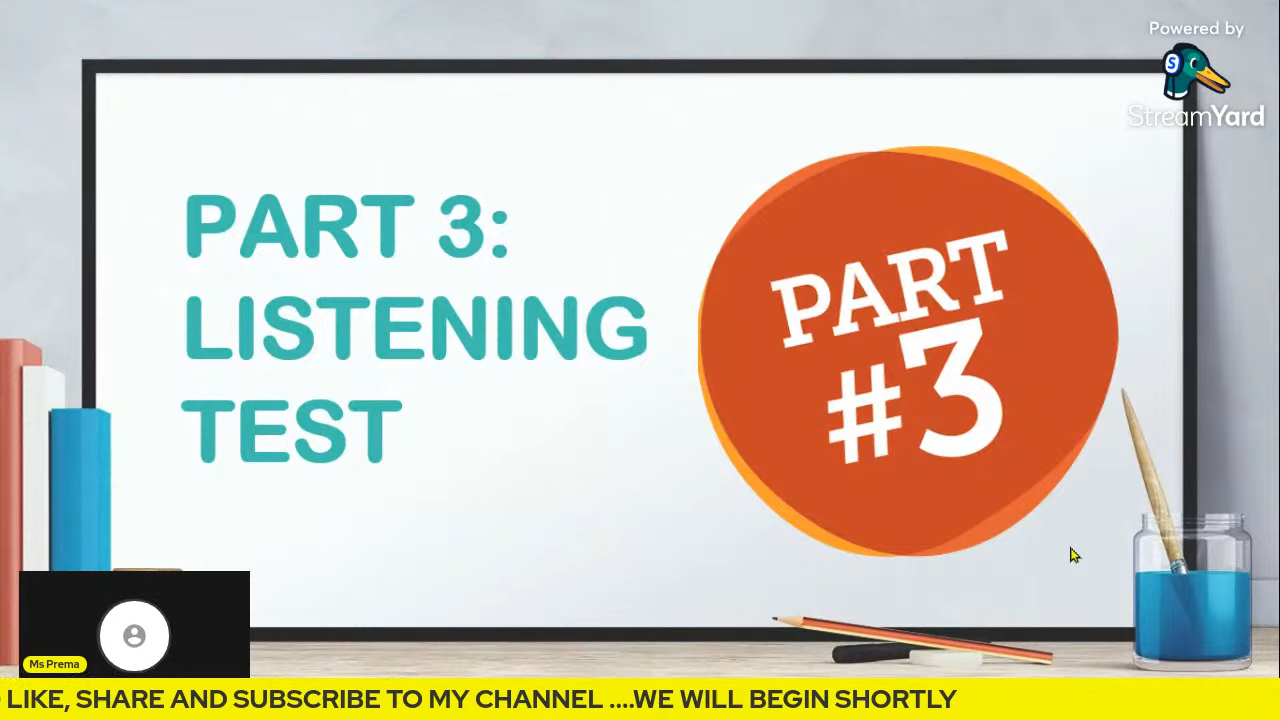 Powered by
StreamYard
PART 3:
LISTENING
TEST
PART
#3
Ms Prema
LIKE, SHARE AND SUBSCRIBE TO MY CHANNEL ....WE WILL BEGIN SHORTLY